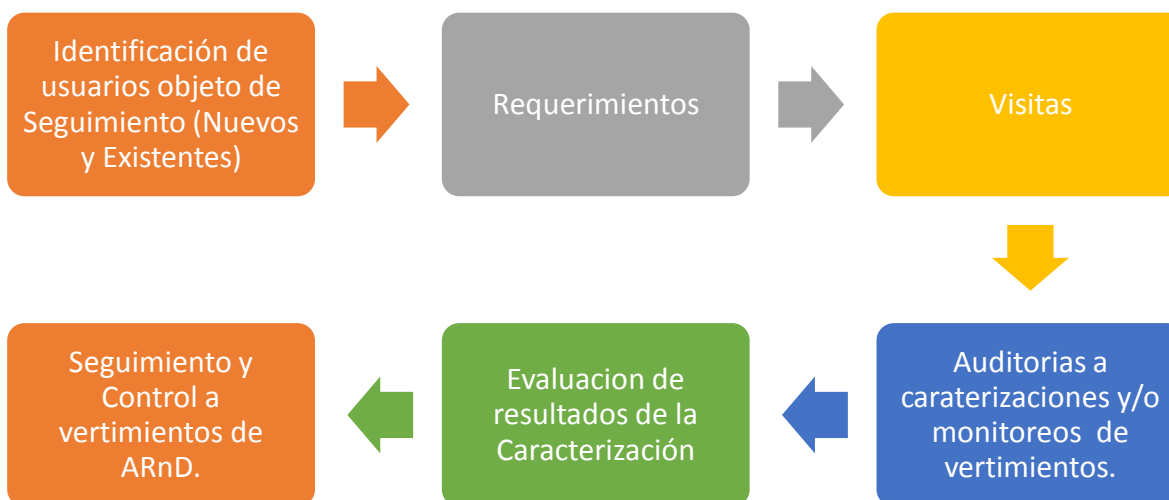 Identificación de
usuarios objeto de
Seguimiento (Nuevos
y Existentes)
Requerimientos
Visitas
Auditorias a
caraterizaciones y/o
monitoreos de
vertimientos.
Evaluacion de
resultados de la
Caracterización
Seguimiento y
Control a
vertimientos de
ARnD.